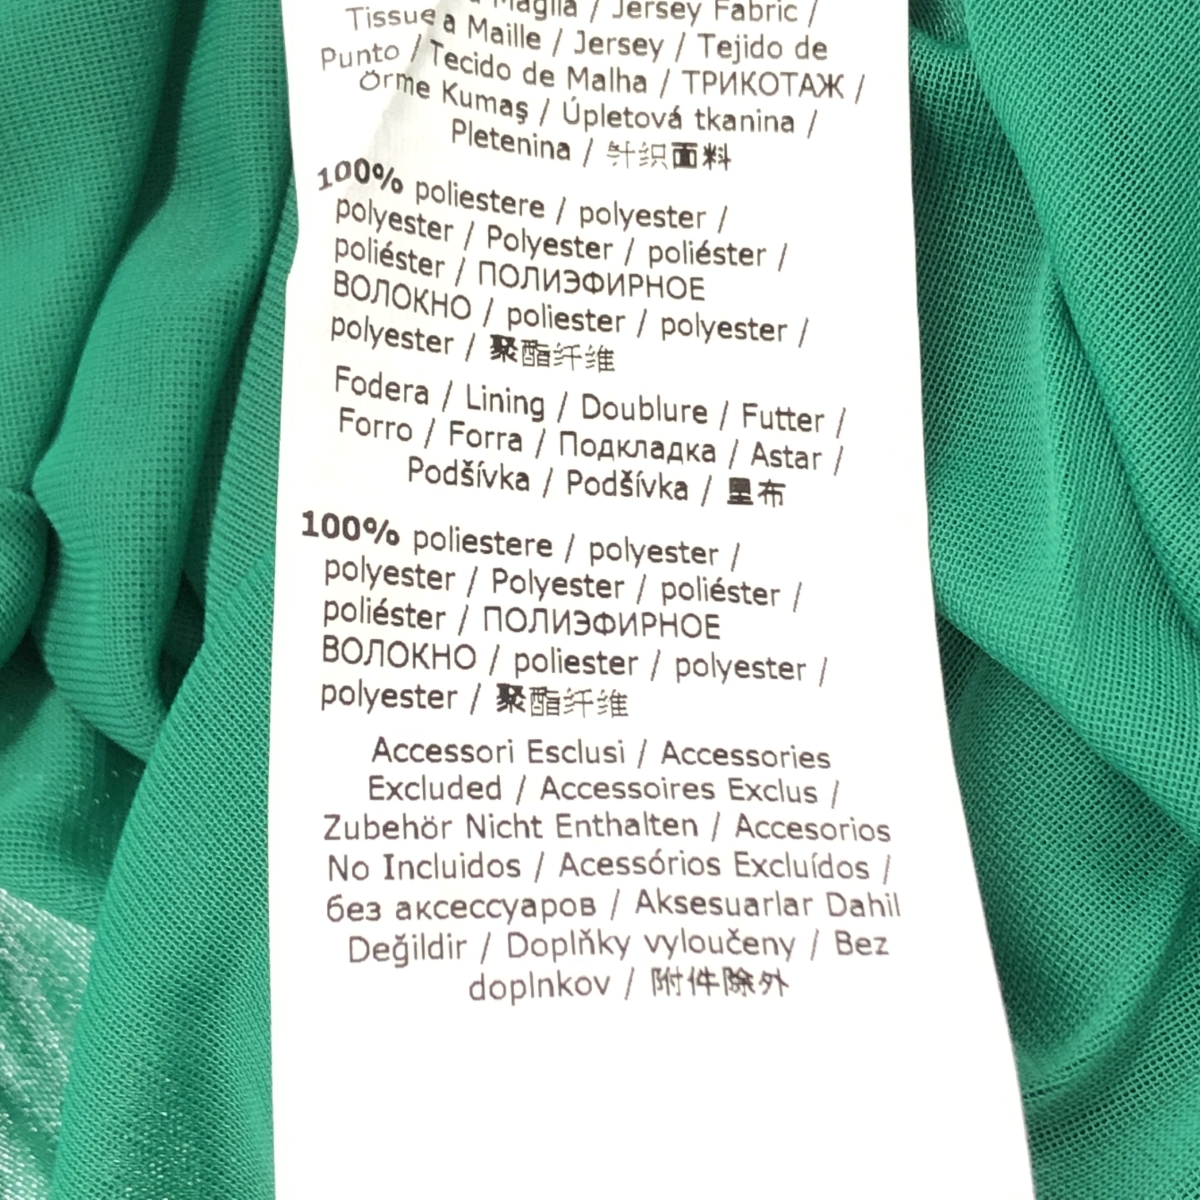 Maglia / Jersey Fabric /
Tissue a Maille / Jersey / Tejido de
Punto / Tecido de Malha / ТРИКОТАЖ /
Örme Kumaş / Úpletová tkanina /
Pletenina / 针织面料
100% poliestere / polyester /
polyester / Polyester / poliéster /
poliéster / ПОЛИЭФИРНОЕ
ВОЛОКНО / poliester / polyester /
polyester / 聚酯纤维
Fodera / Lining / Doublure / Futter /
Forro / Forra / Подкладка / Astar /
Podšívka / Podšívka / 里布
100% poliestere / polyester /
polyester / Polyester / poliéster /
poliéster / ПОЛИЭФИРНОЕ
ВОЛОКНО / poliester / polyester /
polyester / 聚酯纤维
Accessori Esclusi / Accessories
Excluded / Accessoires Exclus /
Zubehör Nicht Enthalten / Accesorios
No Incluidos / Acessórios Excluídos /
без аксессуаров / Aksesuarlar Dahil
Değildir / Doplňky vyloučeny / Bez
doplnkov / 附件除外